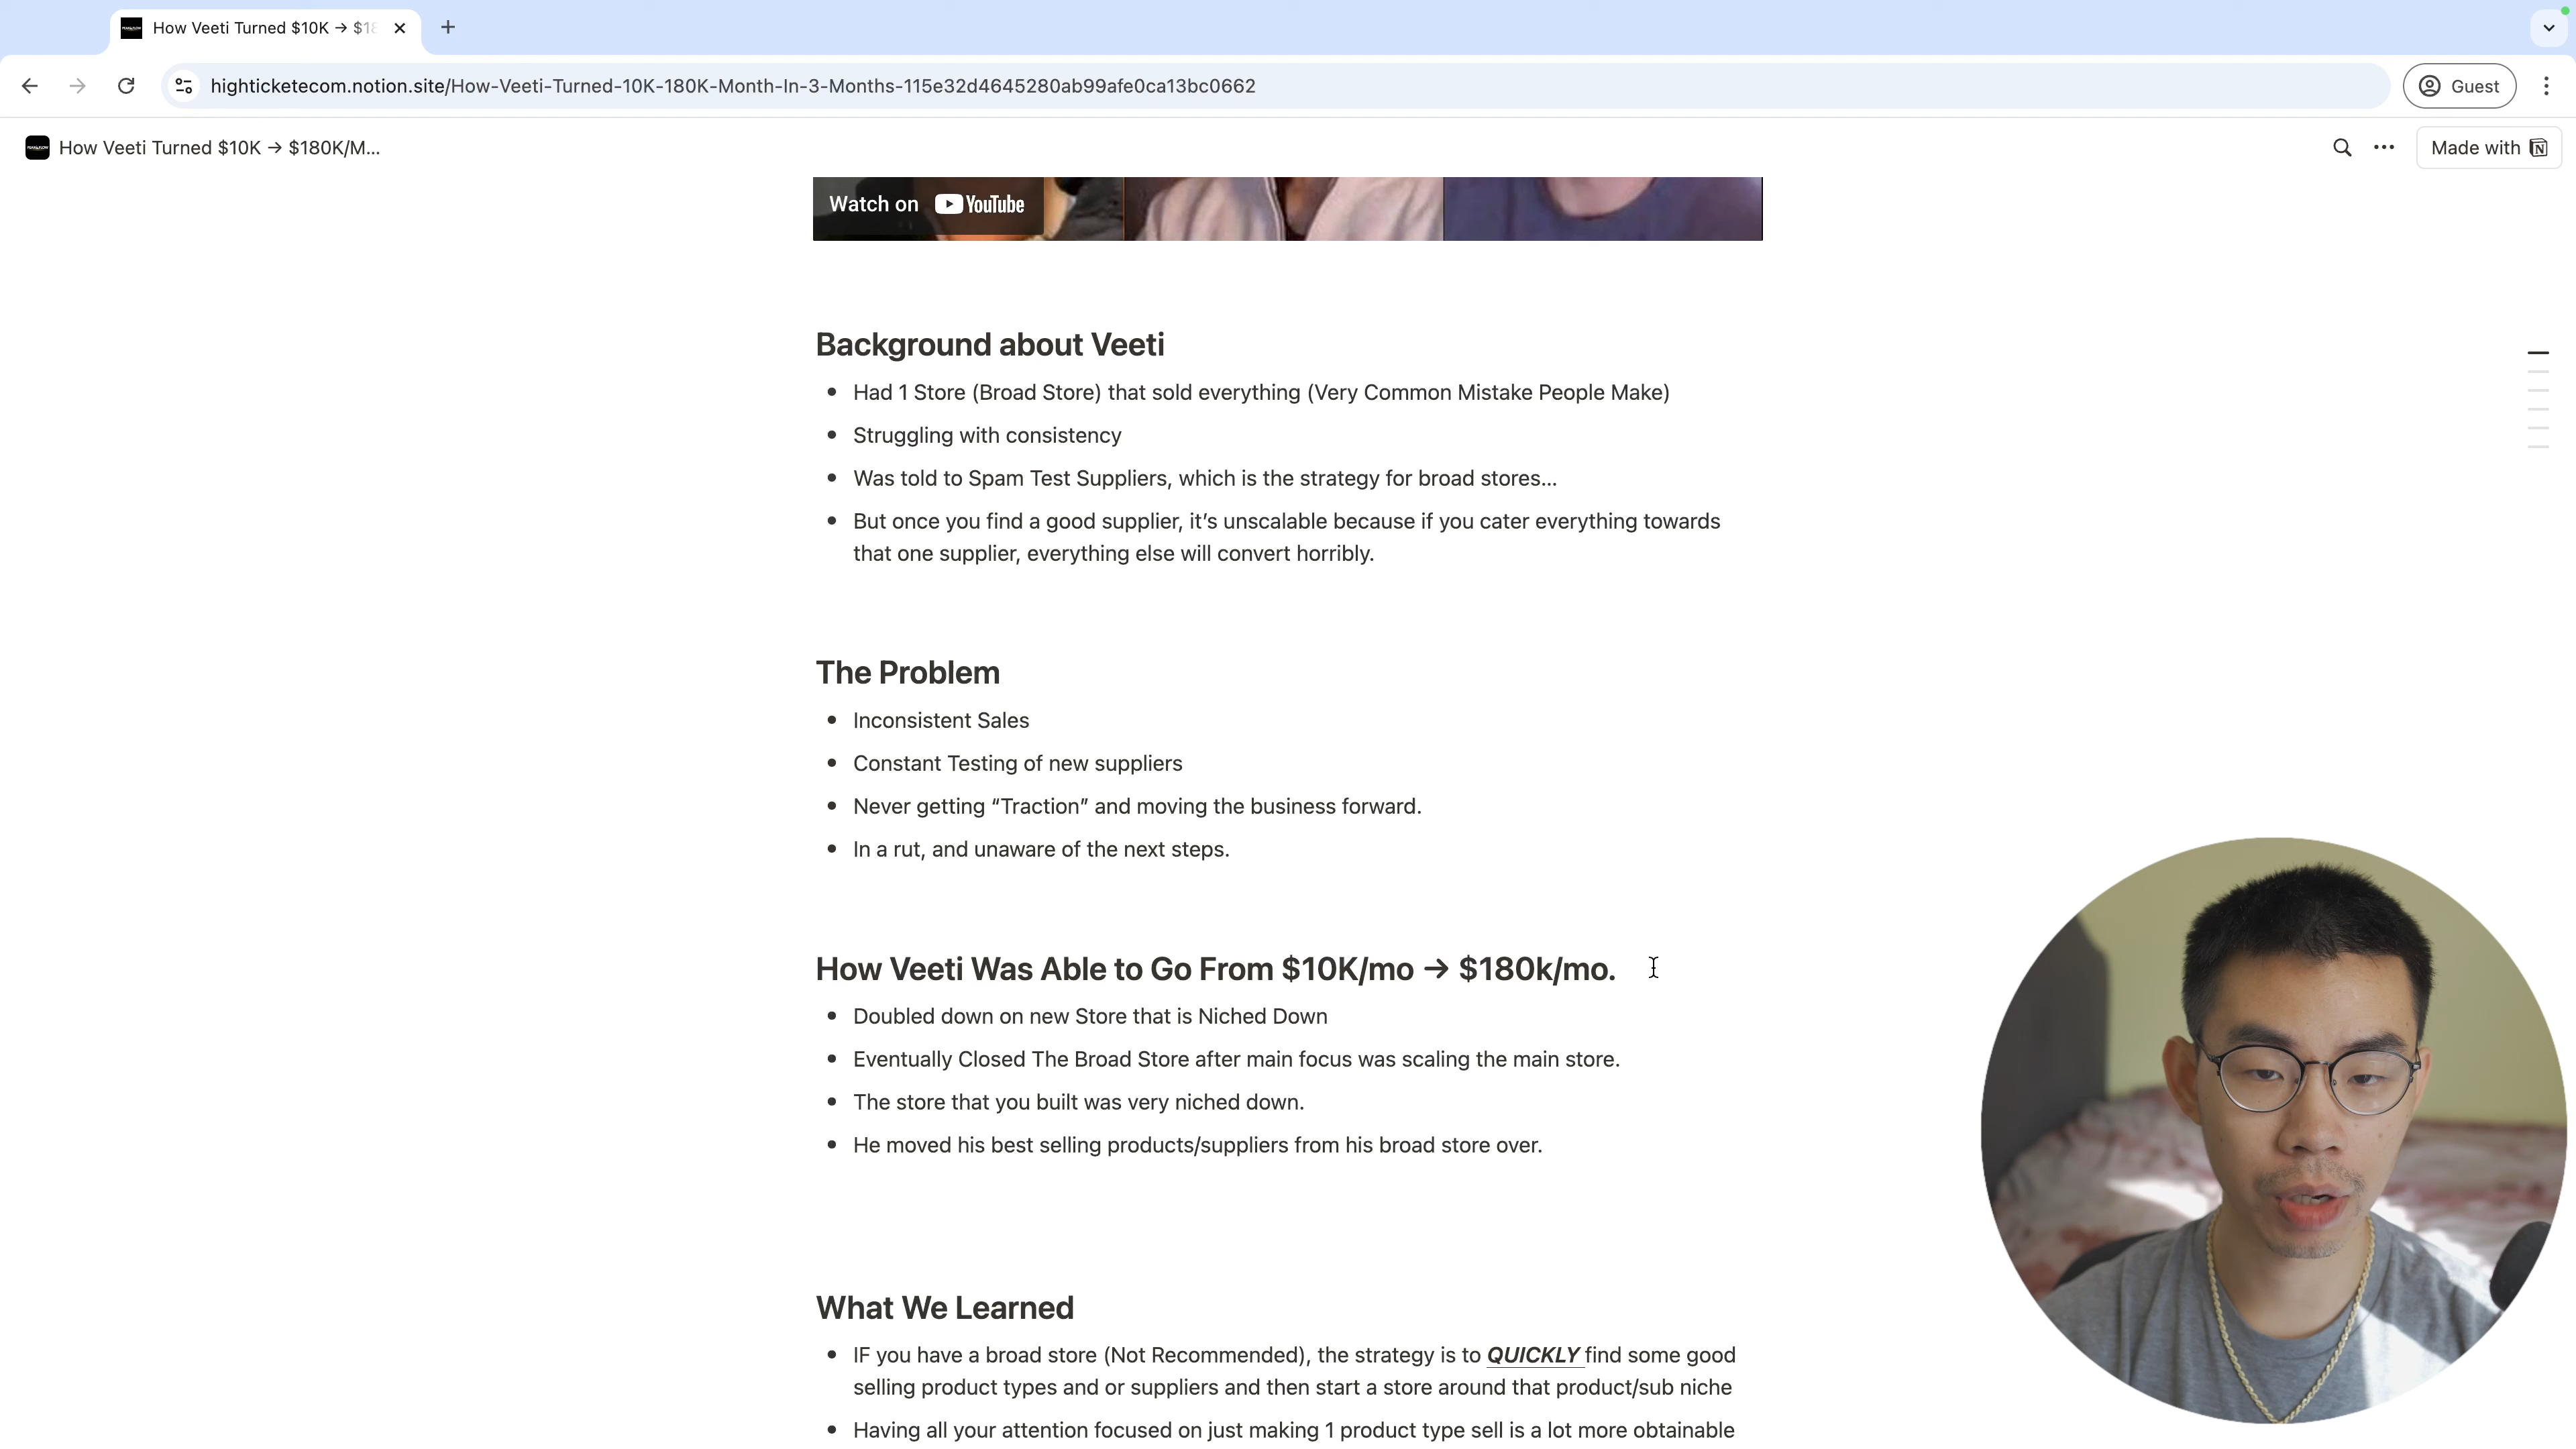 How Veeti Turned $10K → $18
highticketecom.notion.site/How-Veeti-Turned-10K-180K-Month-In-3-Months-115e32d4645280ab99afe0ca13bc0662
Guest
How Veeti Turned $10K → $180K/M...
Made with
Watch on YouTube
Background about Veeti
• Had 1 Store (Broad Store) that sold everything (Very Common Mistake People Make)
• Struggling with consistency
• Was told to Spam Test Suppliers, which is the strategy for broad stores…
• But once you find a good supplier, it’s unscalable because if you cater everything towards
that one supplier, everything else will convert horribly.
The Problem
• Inconsistent Sales
• Constant Testing of new suppliers
• Never getting “Traction” and moving the business forward.
• In a rut, and unaware of the next steps.
How Veeti Was Able to Go From $10K/mo → $180k/mo.
• Doubled down on new Store that is Niched Down
• Eventually Closed The Broad Store after main focus was scaling the main store.
• The store that you built was very niched down.
• He moved his best selling products/suppliers from his broad store over.
What We Learned
• IF you have a broad store (Not Recommended), the strategy is to QUICKLY find some good
selling product types and or suppliers and then start a store around that product/sub niche
• Having all your attention focused on just making 1 product type sell is a lot more obtainable